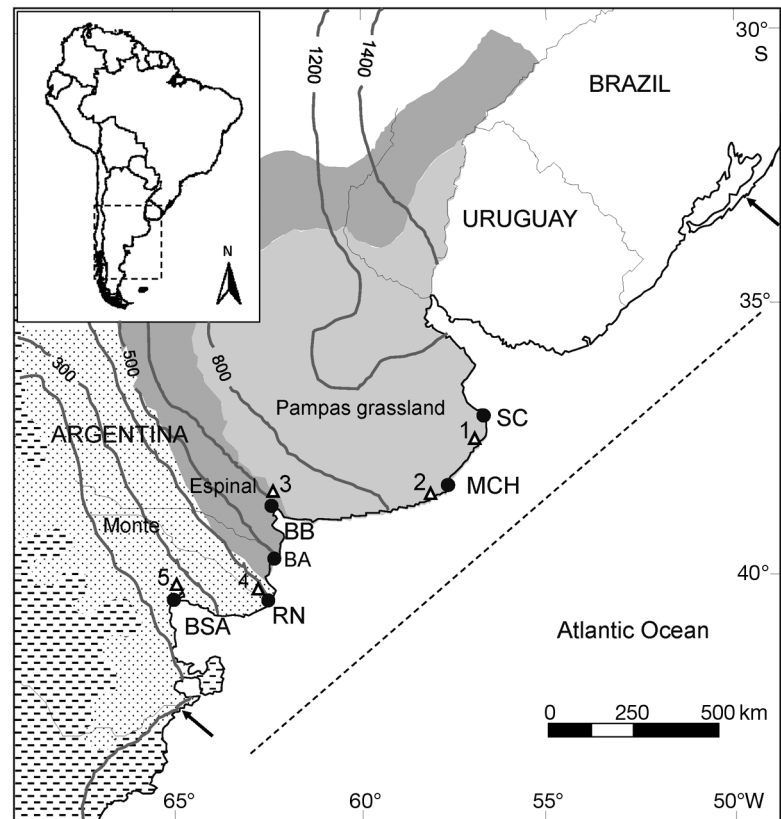 30°
S
1200
1400
BRAZIL
URUGUAY
N
35°
300
500
800
Pampas grassland
SC
1
ARGENTINA
2
MCH
Espinal
3
Monte
BB
BA
40°
5
4
BSA
RN
Atlantic Ocean
0 250 500 km
65° 60° 55° 50°W